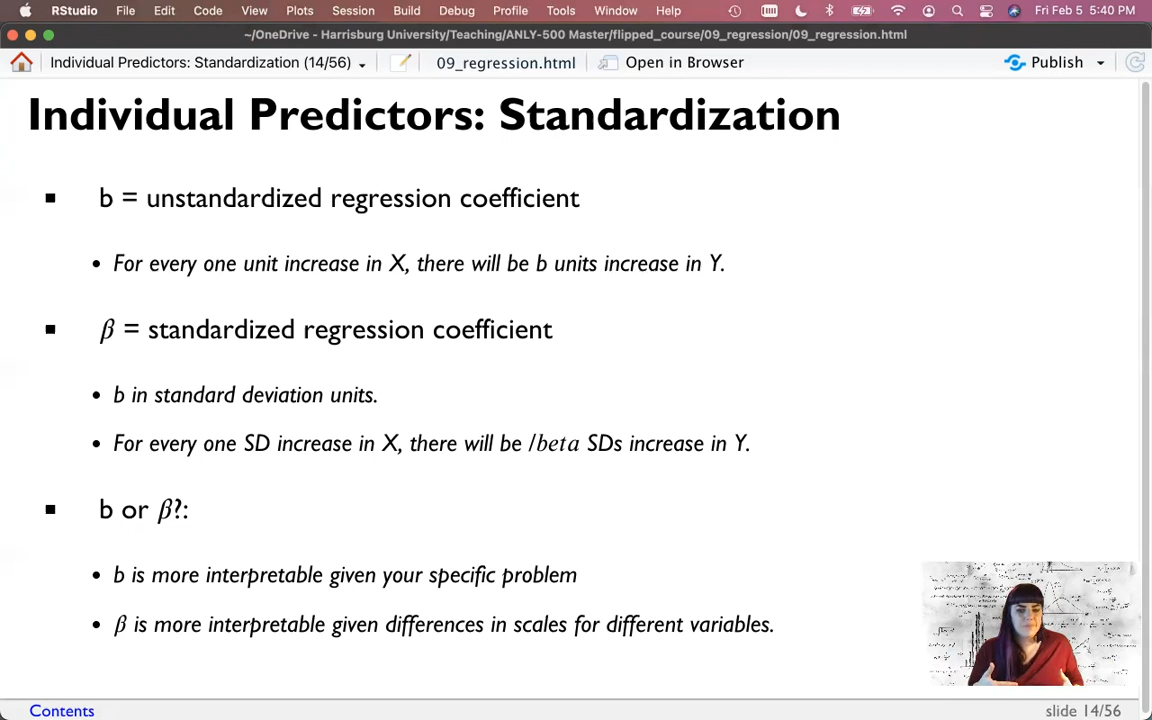 RStudio File Edit Code View Plots Session Build Debug Profile Tools Window Help Fri Feb 5 5:40 PM
~/OneDrive - Harrisburg University/Teaching/ANLY-500 Master/flipped_course/09_regression/09_regression.html
Individual Predictors: Standardization (14/56) 09_regression.html Open in Browser Publish
Individual Predictors: Standardization
b = unstandardized regression coefficient
• For every one unit increase in X, there will be b units increase in Y.
β = standardized regression coefficient
• b in standard deviation units.
• For every one SD increase in X, there will be /beta SDs increase in Y.
b or β?:
• b is more interpretable given your specific problem
• β is more interpretable given differences in scales for different variables.
Contents slide 14/56